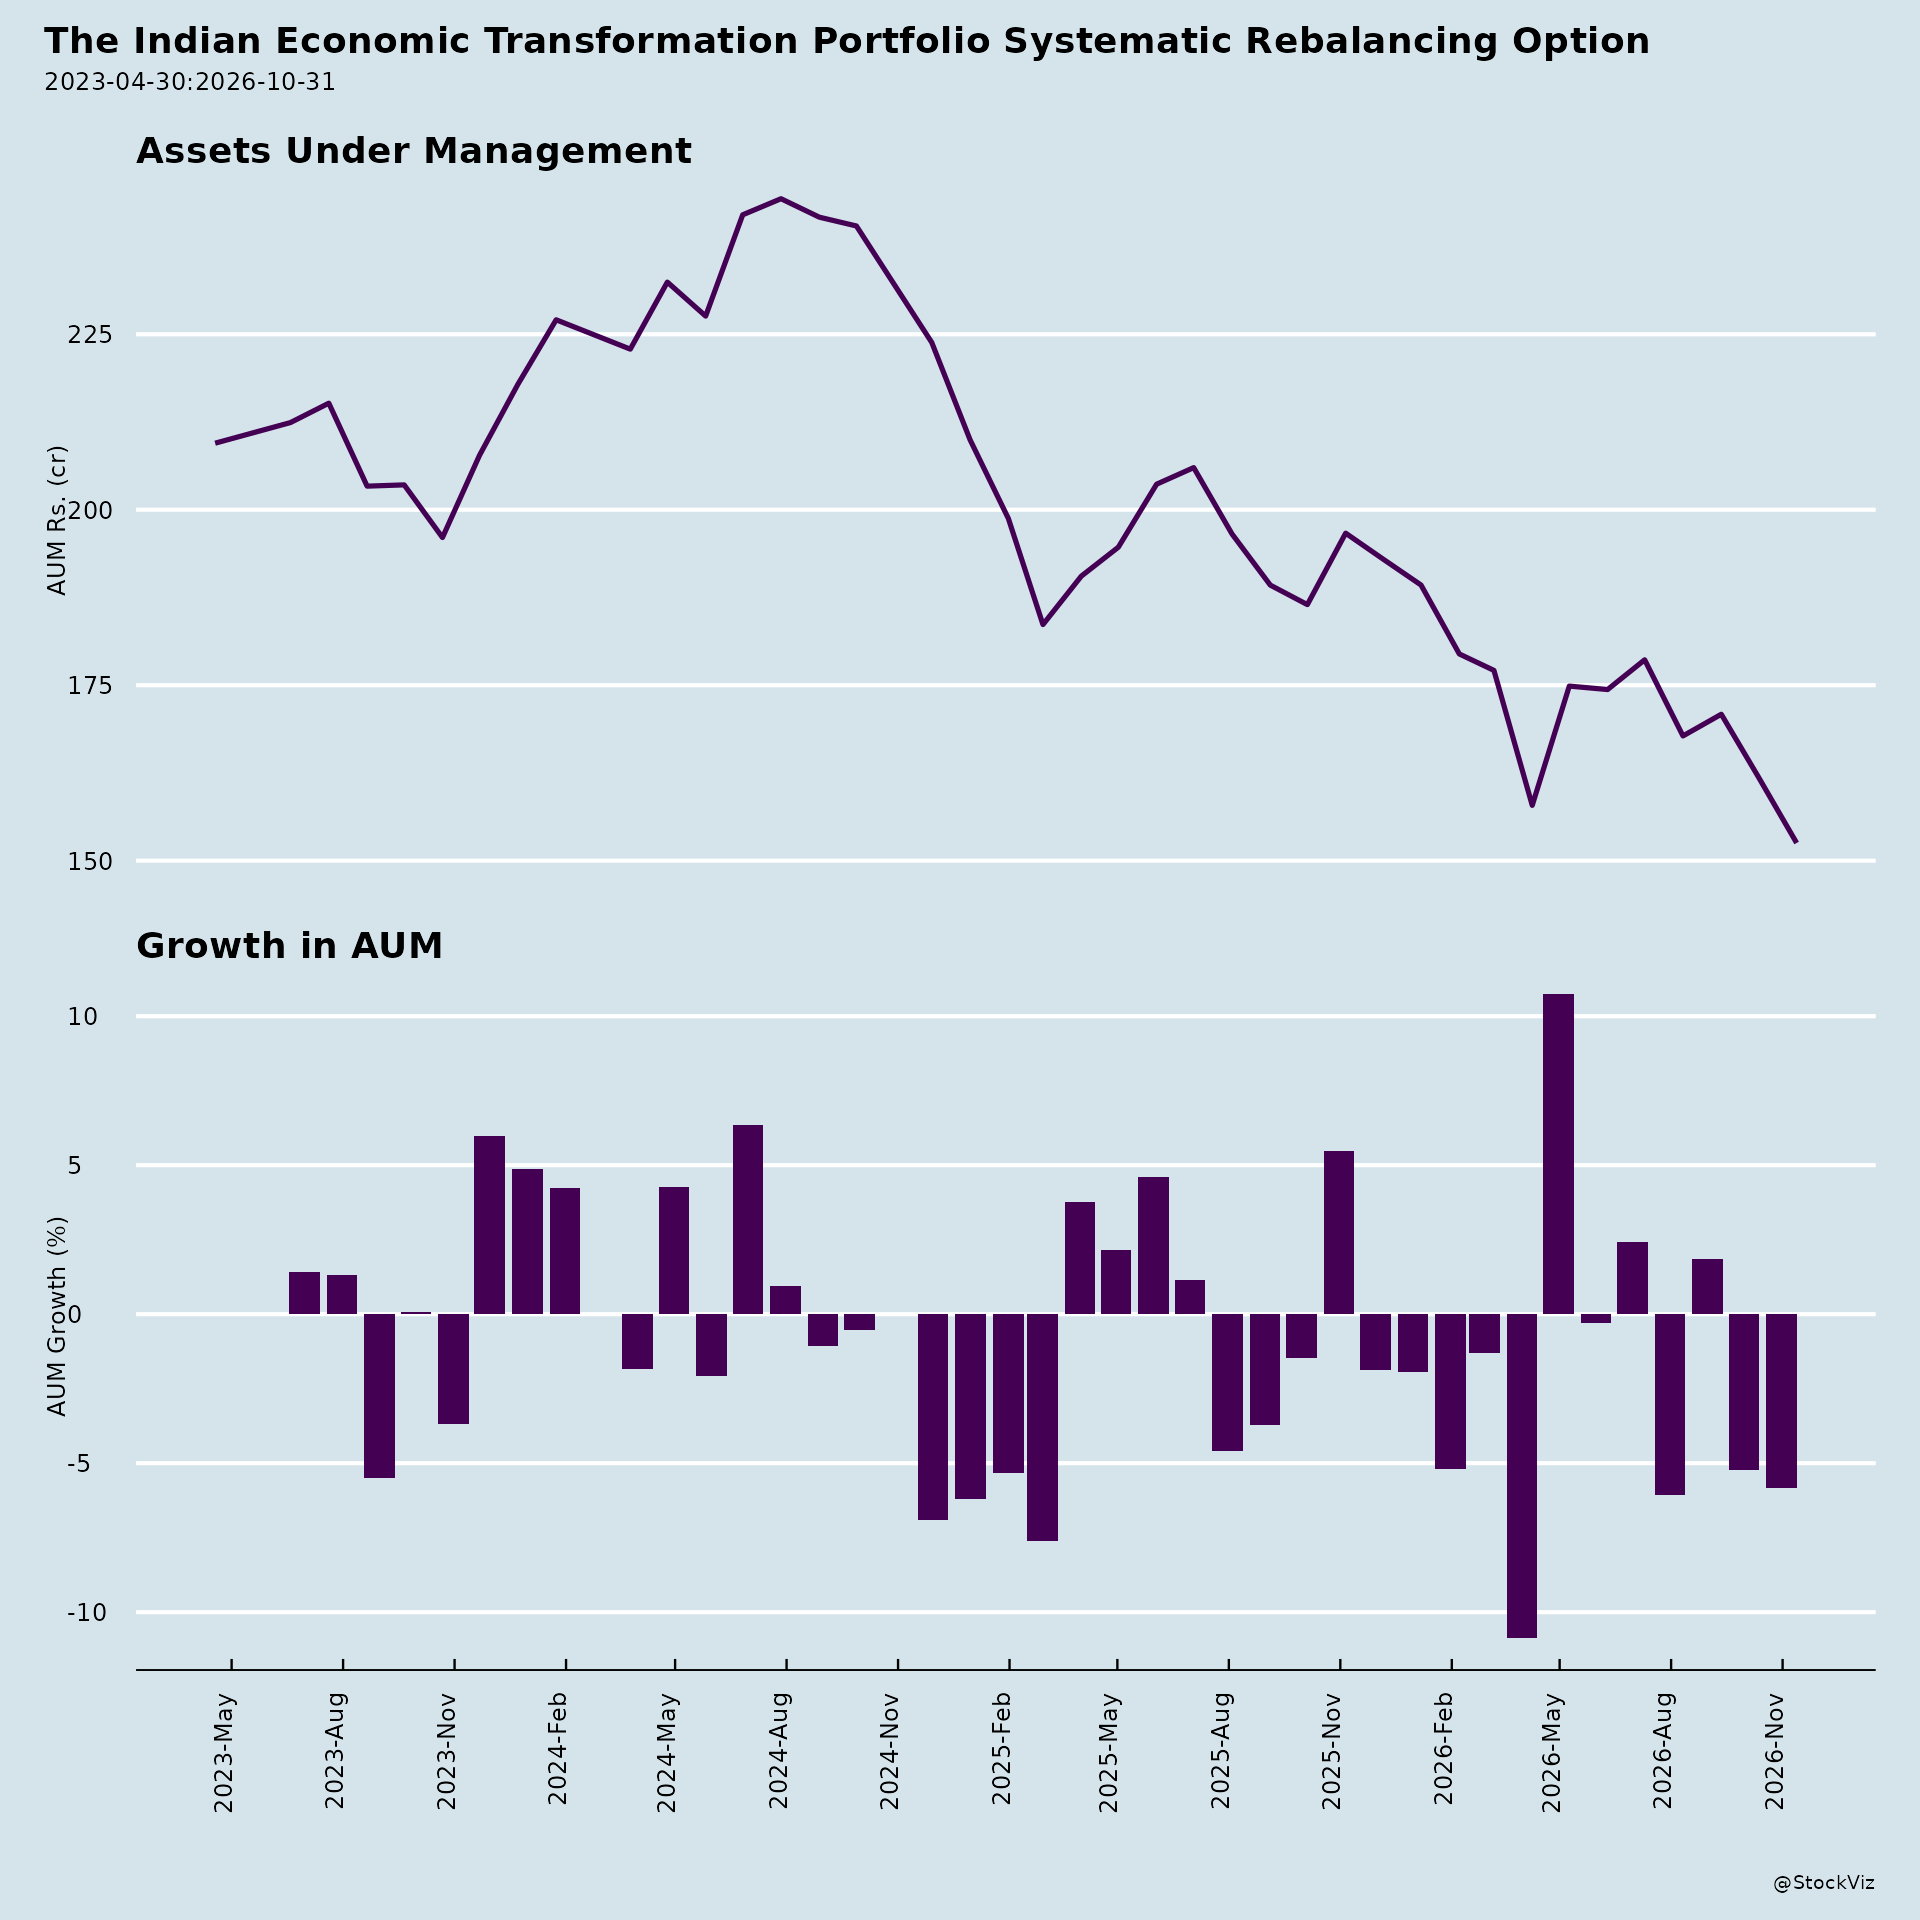 The Indian Economic Transformation Portfolio Systematic Rebalancing Option
2023-04-30:2026-10-31
Assets Under Management
AUM Rs. (cr)
225
200
175
150
Growth in AUM
AUM Growth (%)
10
5
0
-5
-10
2023-May
2023-Aug
2023-Nov
2024-Feb
2024-May
2024-Aug
2024-Nov
2025-Feb
2025-May
2025-Aug
2025-Nov
2026-Feb
2026-May
2026-Aug
2026-Nov
@StockViz